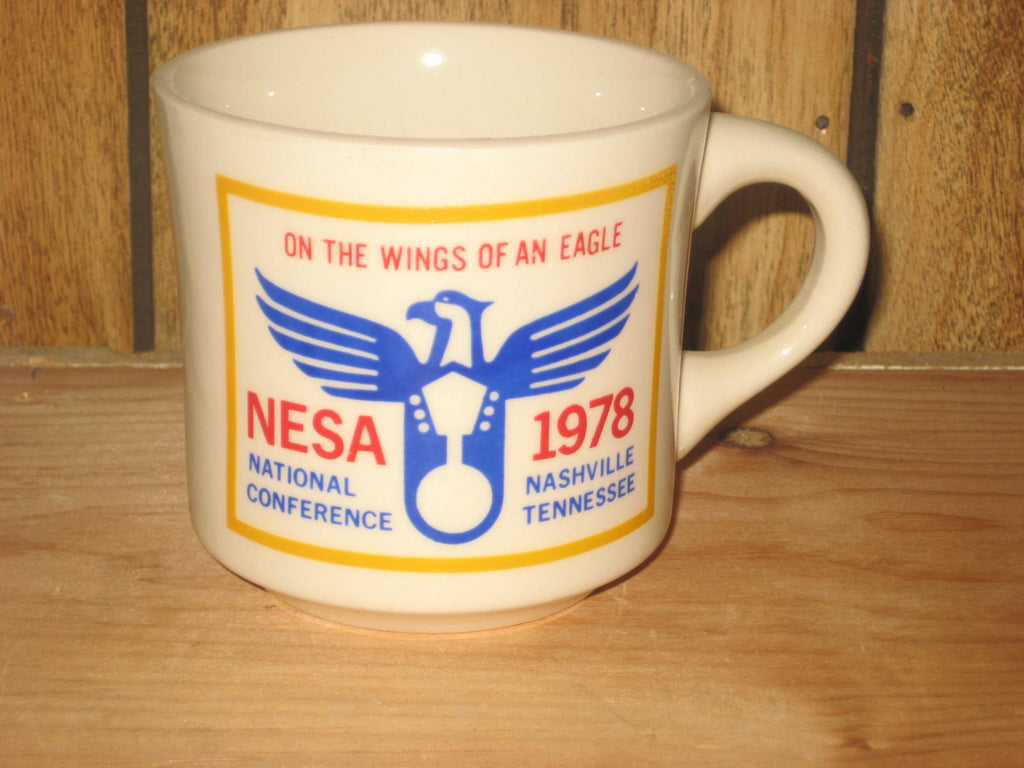 ON THE WINGS OF AN EAGLE
NESA
NATIONAL
CONFERENCE
1978
NASHVILLE
TENNESSEE